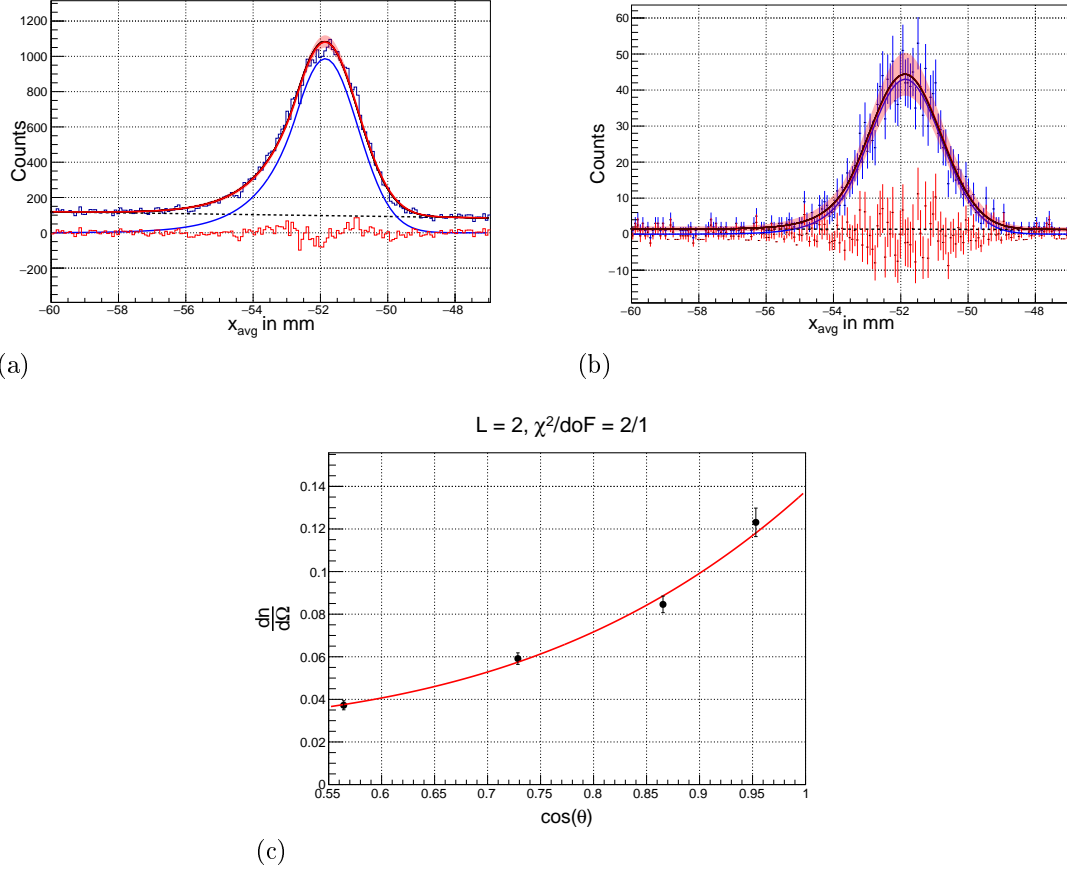 1200
1000
800
600
400
200
0
−200
Counts
−60 −58 −56 −54 −52 −50 −48
x_avg in mm
(a)
60
50
40
30
20
10
0
−10
Counts
−60 −58 −56 −54 −52 −50 −48
x_avg in mm
(b)
L = 2, χ²/doF = 2/1
0.14
0.12
0.1
0.08
0.06
0.04
0.02
0
dn
dΩ
0.55 0.6 0.65 0.7 0.75 0.8 0.85 0.9 0.95 1
cos(θ)
(c)